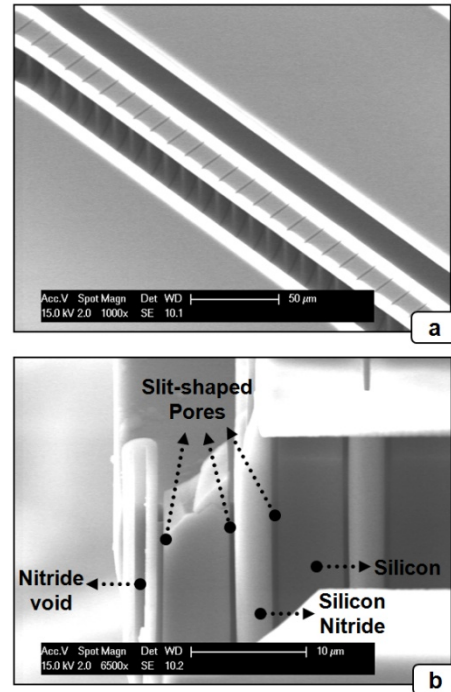 Acc.V Spot Magn Det WD 50 µm
15.0 kV 2.0 1000x SE 10.1
a
Slit-shaped
Pores
Nitride
void
Silicon
Silicon
Nitride
Acc.V Spot Magn Det WD 10 µm
15.0 kV 2.0 6500x SE 10.2
b